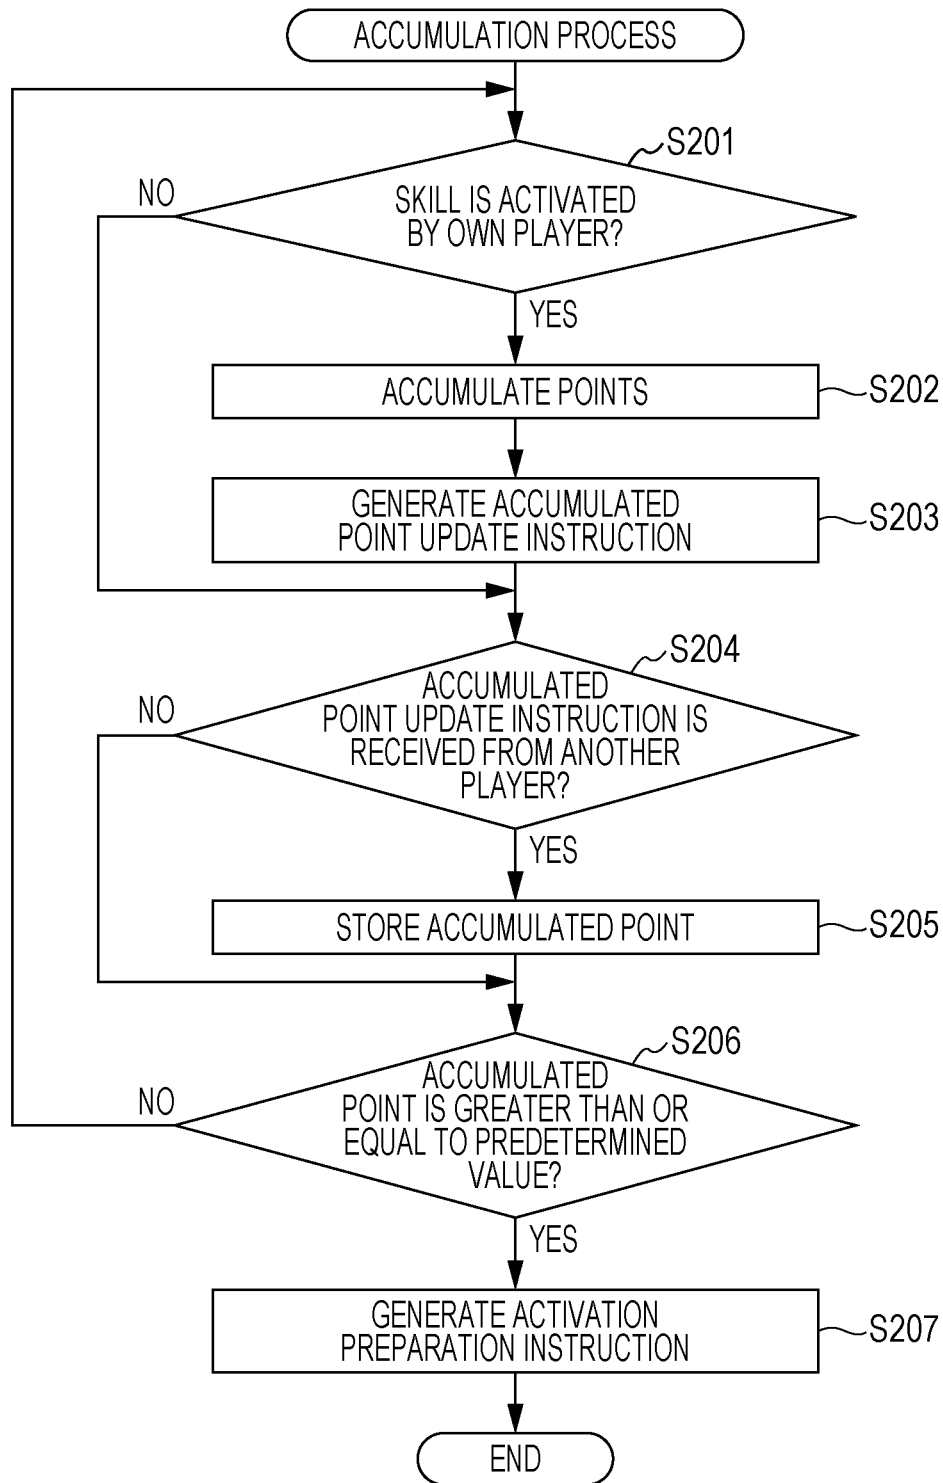 ACCUMULATION PROCESS
S201
NO
SKILL IS ACTIVATED
BY OWN PLAYER?
YES
ACCUMULATE POINTS
S202
GENERATE ACCUMULATED
POINT UPDATE INSTRUCTION
S203
S204
NO
ACCUMULATED
POINT UPDATE INSTRUCTION IS
RECEIVED FROM ANOTHER
PLAYER?
YES
STORE ACCUMULATED POINT
S205
S206
NO
ACCUMULATED
POINT IS GREATER THAN OR
EQUAL TO PREDETERMINED
VALUE?
YES
GENERATE ACTIVATION
PREPARATION INSTRUCTION
S207
END